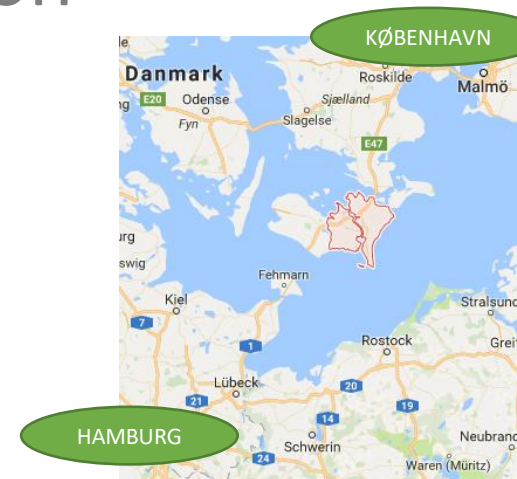 KØBENHAVN
Danmark
Roskilde
Malmö
E20
Odense
Sjælland
Fyn
Slagelse
E47
Fehmarn
Kiel
Stralsund
7
1
Rostock
Lübeck
20
21
19
HAMBURG
14
Schwerin
24
Waren (Müritz)